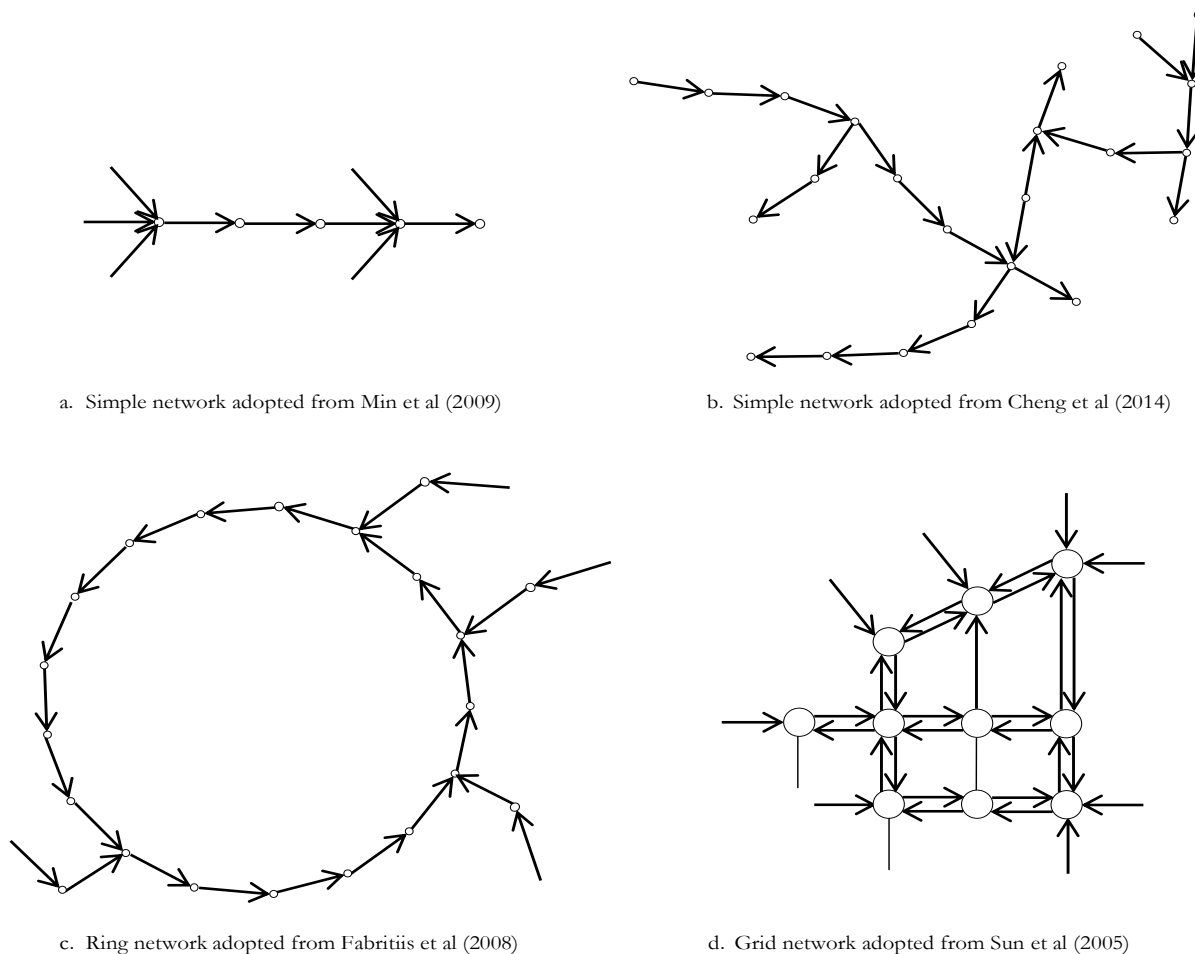 a. Simple network adopted from Min et al (2009)
b. Simple network adopted from Cheng et al (2014)
c. Ring network adopted from Fabritiis et al (2008)
d. Grid network adopted from Sun et al (2005)